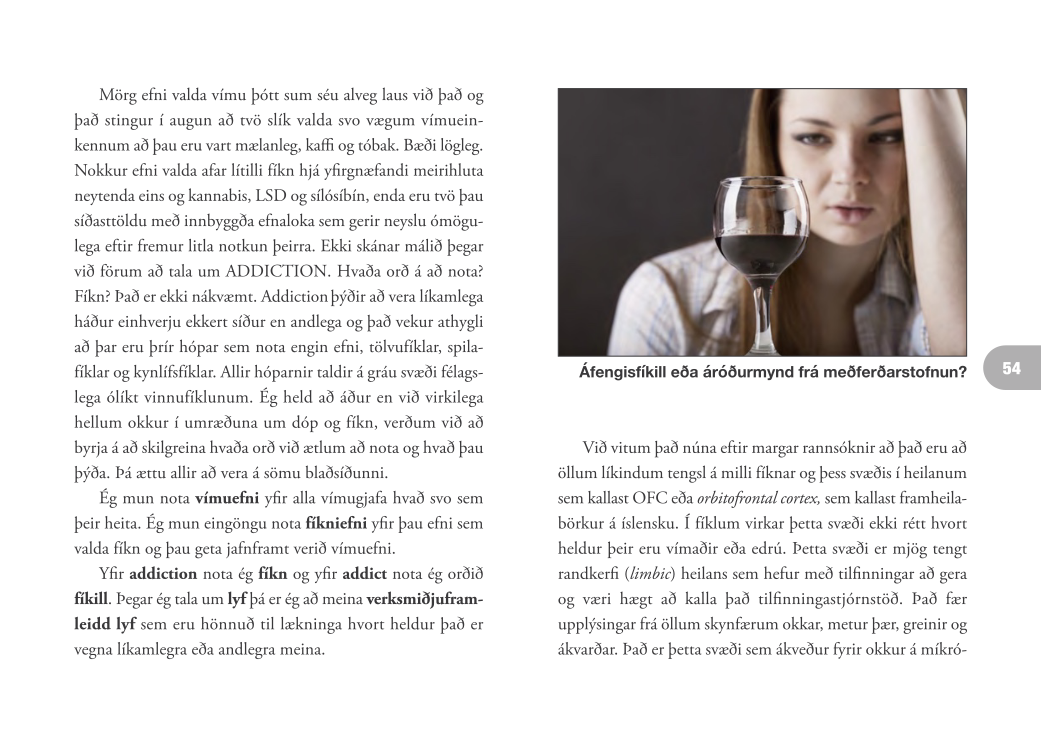 Mörg efni valda vímu þótt sum séu alveg laus við það og
það stingur í augun að tvö slík valda svo vægum vímuein-
kennum að þau eru vart mælanleg, kaffi og tóbak. Bæði lögleg.
Nokkur efni valda afar lítilli fíkn hjá yfirgnæfandi meirihluta
neytenda eins og kannabis, LSD og sílósíbín, enda eru tvö þau
síðasttöldu með innbyggða efnaloka sem gerir neyslu ómögu-
lega eftir fremur litla notkun þeirra. Ekki skánar málið þegar
við förum að tala um ADDICTION. Hvaða orð á að nota?
Fíkn? Það er ekki nákvæmt. Addiction þýðir að vera líkamlega
háður einhverju ekkert síður en andlega og það vekur athygli
að þar eru þrír hópar sem nota engin efni, tölvufíklar, spila-
fíklar og kynlífsfíklar. Allir hóparnir taldir á gráu svæði félags-
lega ólíkt vinnufíklunum. Ég held að áður en við virkilega
hellum okkur í umræðuna um dóp og fíkn, verðum við að
byrja á að skilgreina hvaða orð við ætlum að nota og hvað þau
þýða. Þá ættu allir að vera á sömu blaðsíðunni.
Ég mun nota vímuefni yfir alla vímugjafa hvað svo sem
þeir heita. Ég mun eingöngu nota fíkniefni yfir þau efni sem
valda fíkn og þau geta jafnframt verið vímuefni.
Yfir addiction nota ég fíkn og yfir addict nota ég orðið
fíkill. Þegar ég tala um lyf þá er ég að meina verksmiðjufram-
leidd lyf sem eru hönnuð til lækninga hvort heldur það er
vegna líkamlegra eða andlegra meina.
Áfengisfíkill eða áróðurmynd frá meðferðarstofnun?
54
Við vitum það núna eftir margar rannsóknir að það eru að
öllum líkindum tengsl á milli fíknar og þess svæðis í heilanum
sem kallast OFC eða orbitofrontal cortex, sem kallast framheila-
börkur á íslensku. Í fíklum virkar þetta svæði ekki rétt hvort
heldur þeir eru vímaðir eða edrú. Þetta svæði er mjög tengt
randkerfi (limbic) heilans sem hefur með tilfinningar að gera
og væri hægt að kalla það tilfinningastjórnstöð. Það fær
upplýsingar frá öllum skynfærum okkar, metur þær, greinir og
ákvarðar. Það er þetta svæði sem ákveður fyrir okkur á míkró-